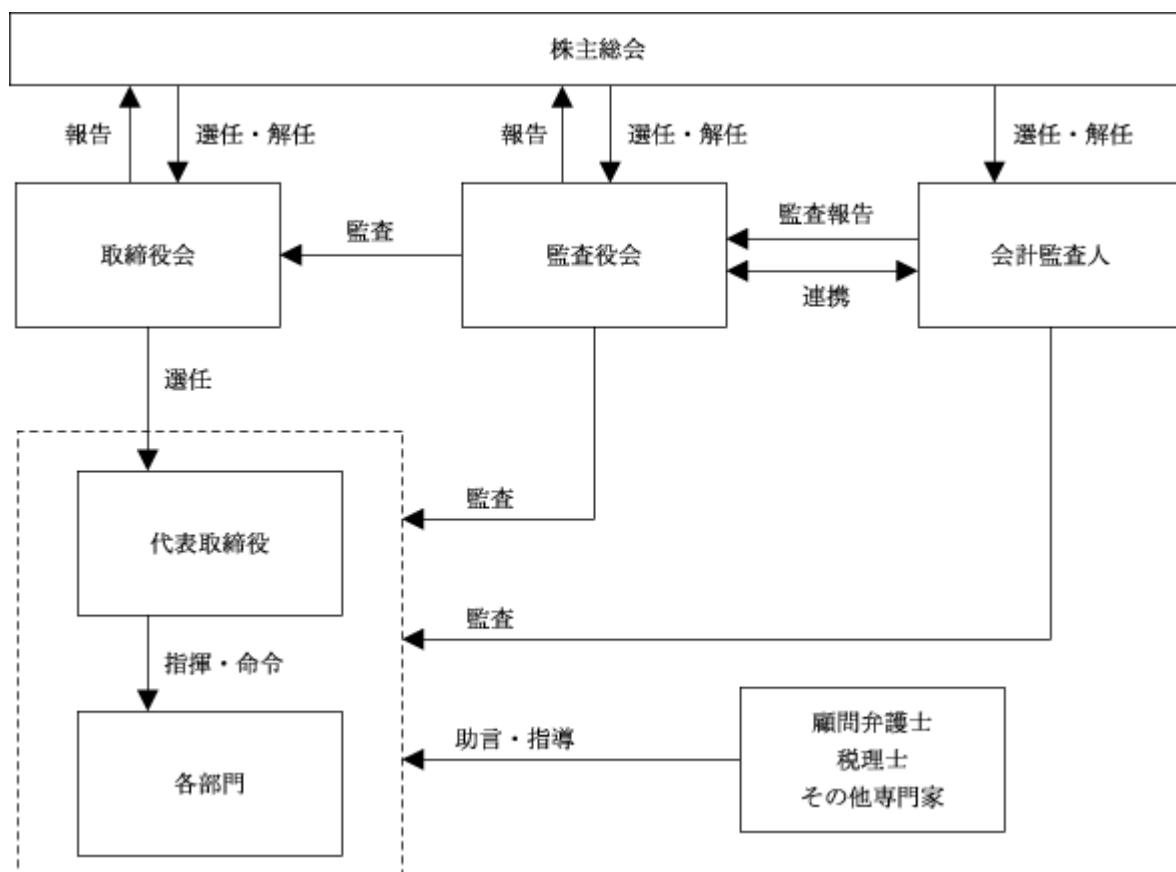 株主総会
報告
選任・解任
報告
選任・解任
選任・解任
取締役会
監査
監査役会
監査報告
連携
会計監査人
選任
代表取締役
監査
監査
指揮・命令
各部門
助言・指導
顧問弁護士
税理士
その他専門家